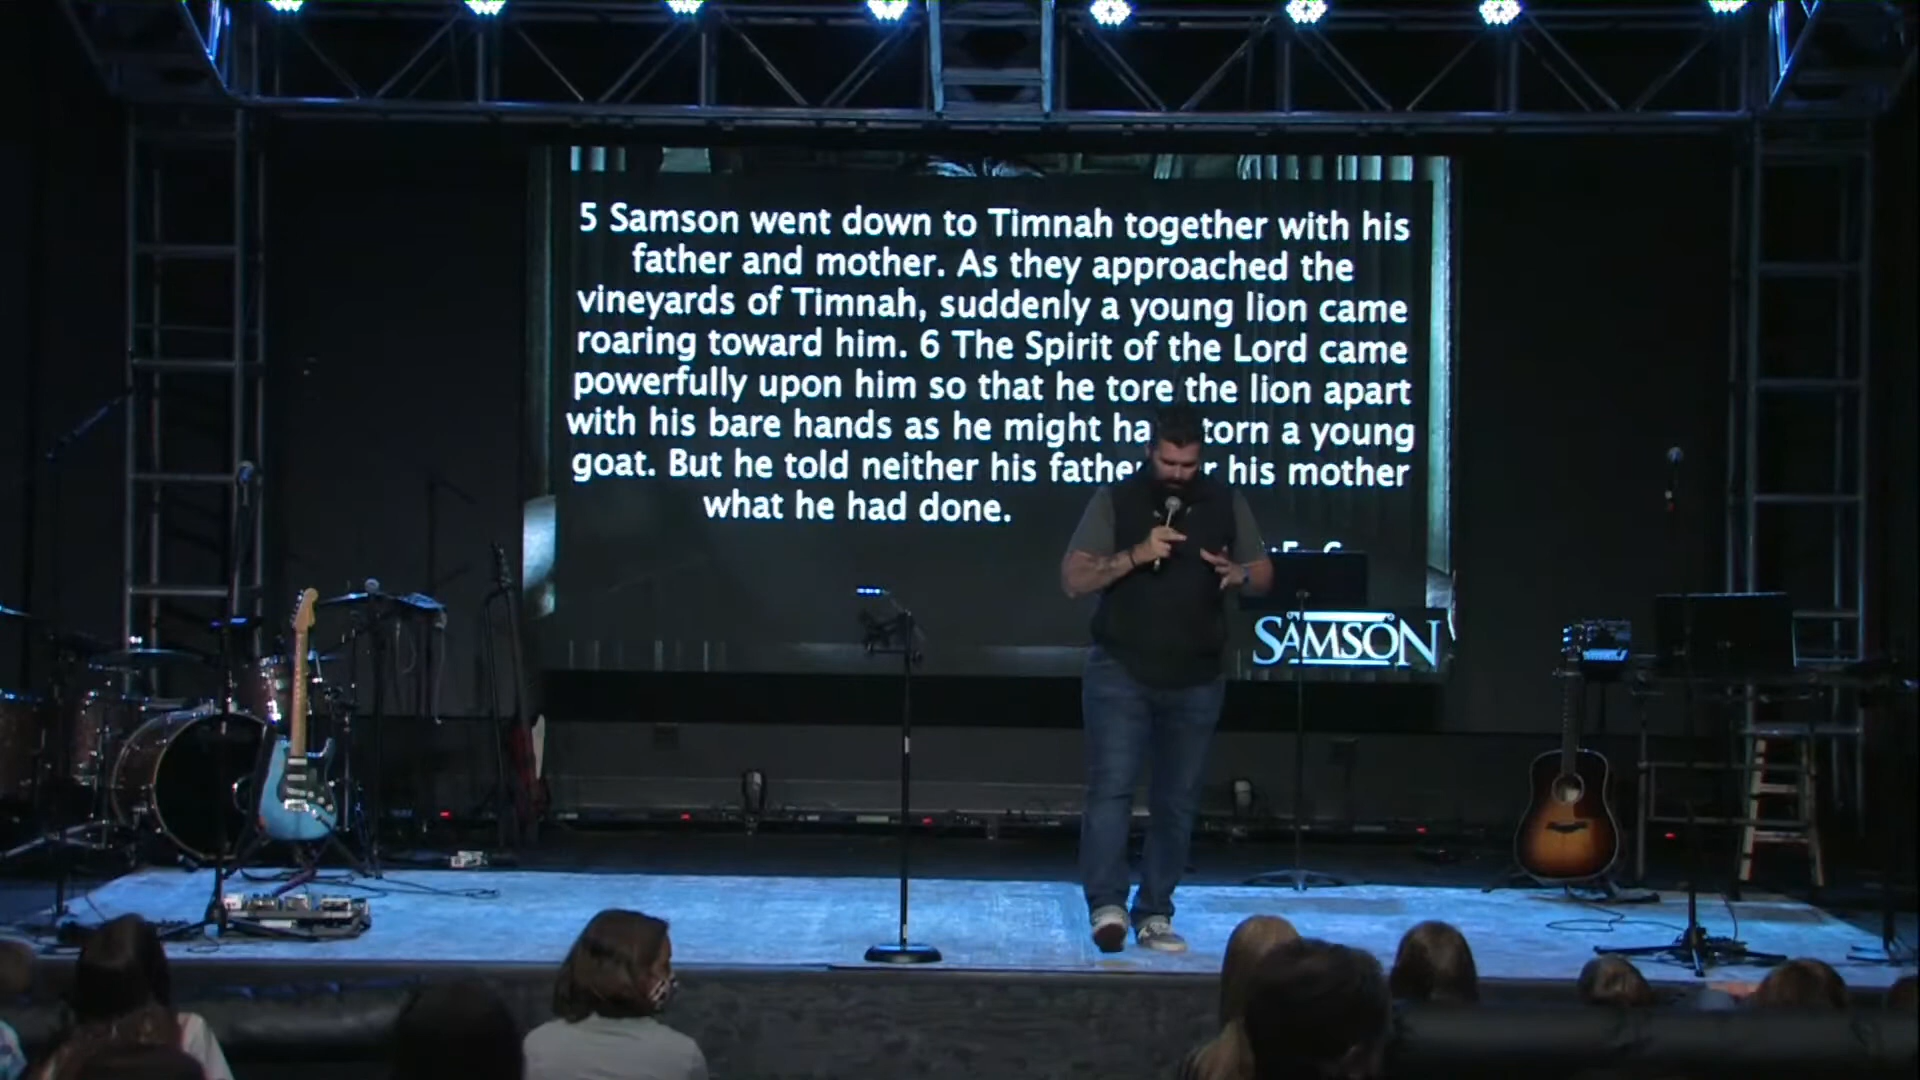 5 Samson went down to Timnah together with his
father and mother. As they approached the
vineyards of Timnah, suddenly a young lion came
roaring toward him. 6 The Spirit of the Lord came
powerfully upon him so that he tore the lion apart
with his bare hands as he might ha torn a young
goat. But he told neither his father his mother
what he had done.
SAMSON